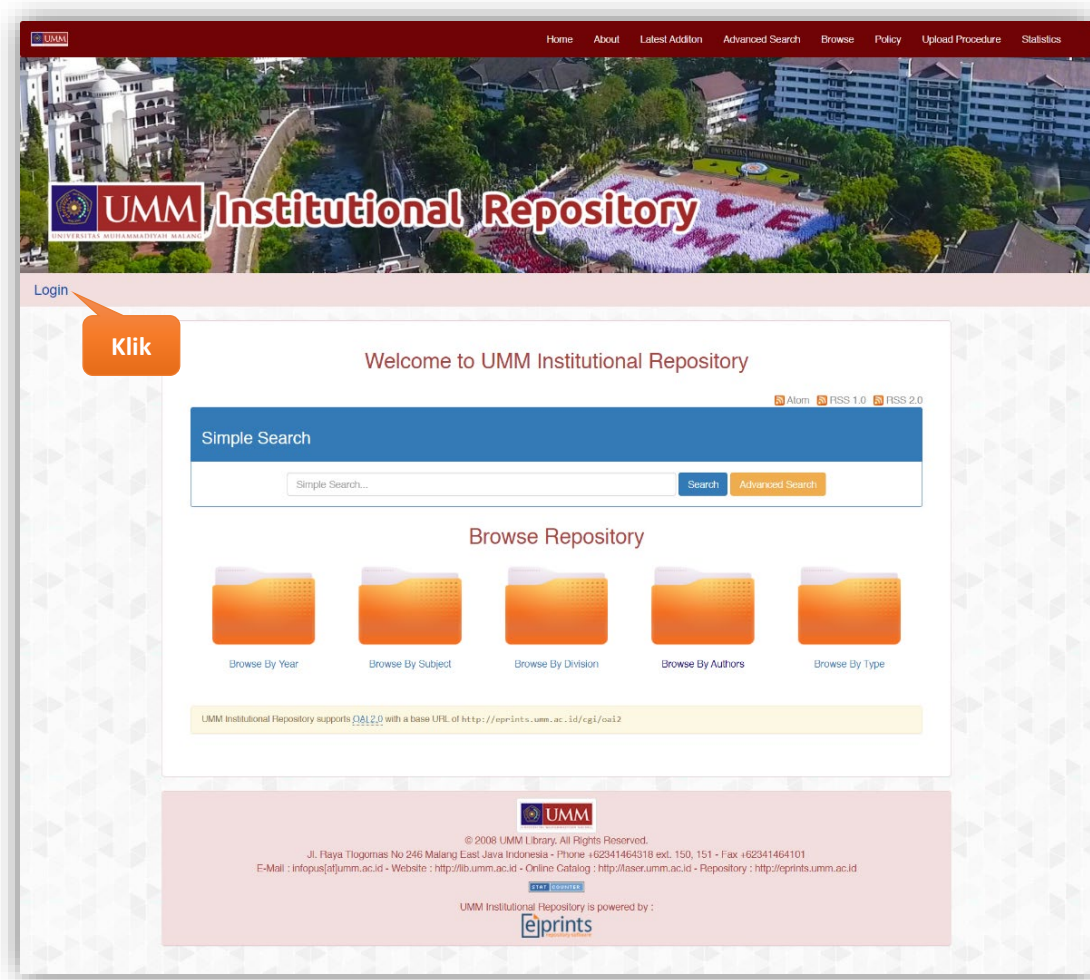 UMM
Home About Latest Additon Advanced Search Browse Policy Upload Procedure Statistics
UMM Institutional Repository
UNIVERSITAS MUHAMMADIYAH MALANG
I LOVE
UMM
Login
Klik
Welcome to UMM Institutional Repository
Atom RSS 1.0 RSS 2.0
Simple Search
Simple Search... Search Advanced Search
Browse Repository
Browse By Year Browse By Subject Browse By Division Browse By Authors Browse By Type
UMM Institutional Repository supports OAI 2.0 with a base URL of http://eprints.umm.ac.id/cgi/oai2
UMM
© 2008 UMM Library. All Rights Reserved.
Jl. Raya Tlogomas No 246 Malang East Java Indonesia - Phone +62341464318 ext. 150, 151 - Fax +62341464101
E-Mail : infopus[at]umm.ac.id - Website : http://lib.umm.ac.id - Online Catalog : http://laser.umm.ac.id - Repository : http://eprints.umm.ac.id
STAT COUNTER
UMM Institutional Repository is powered by :
eprints